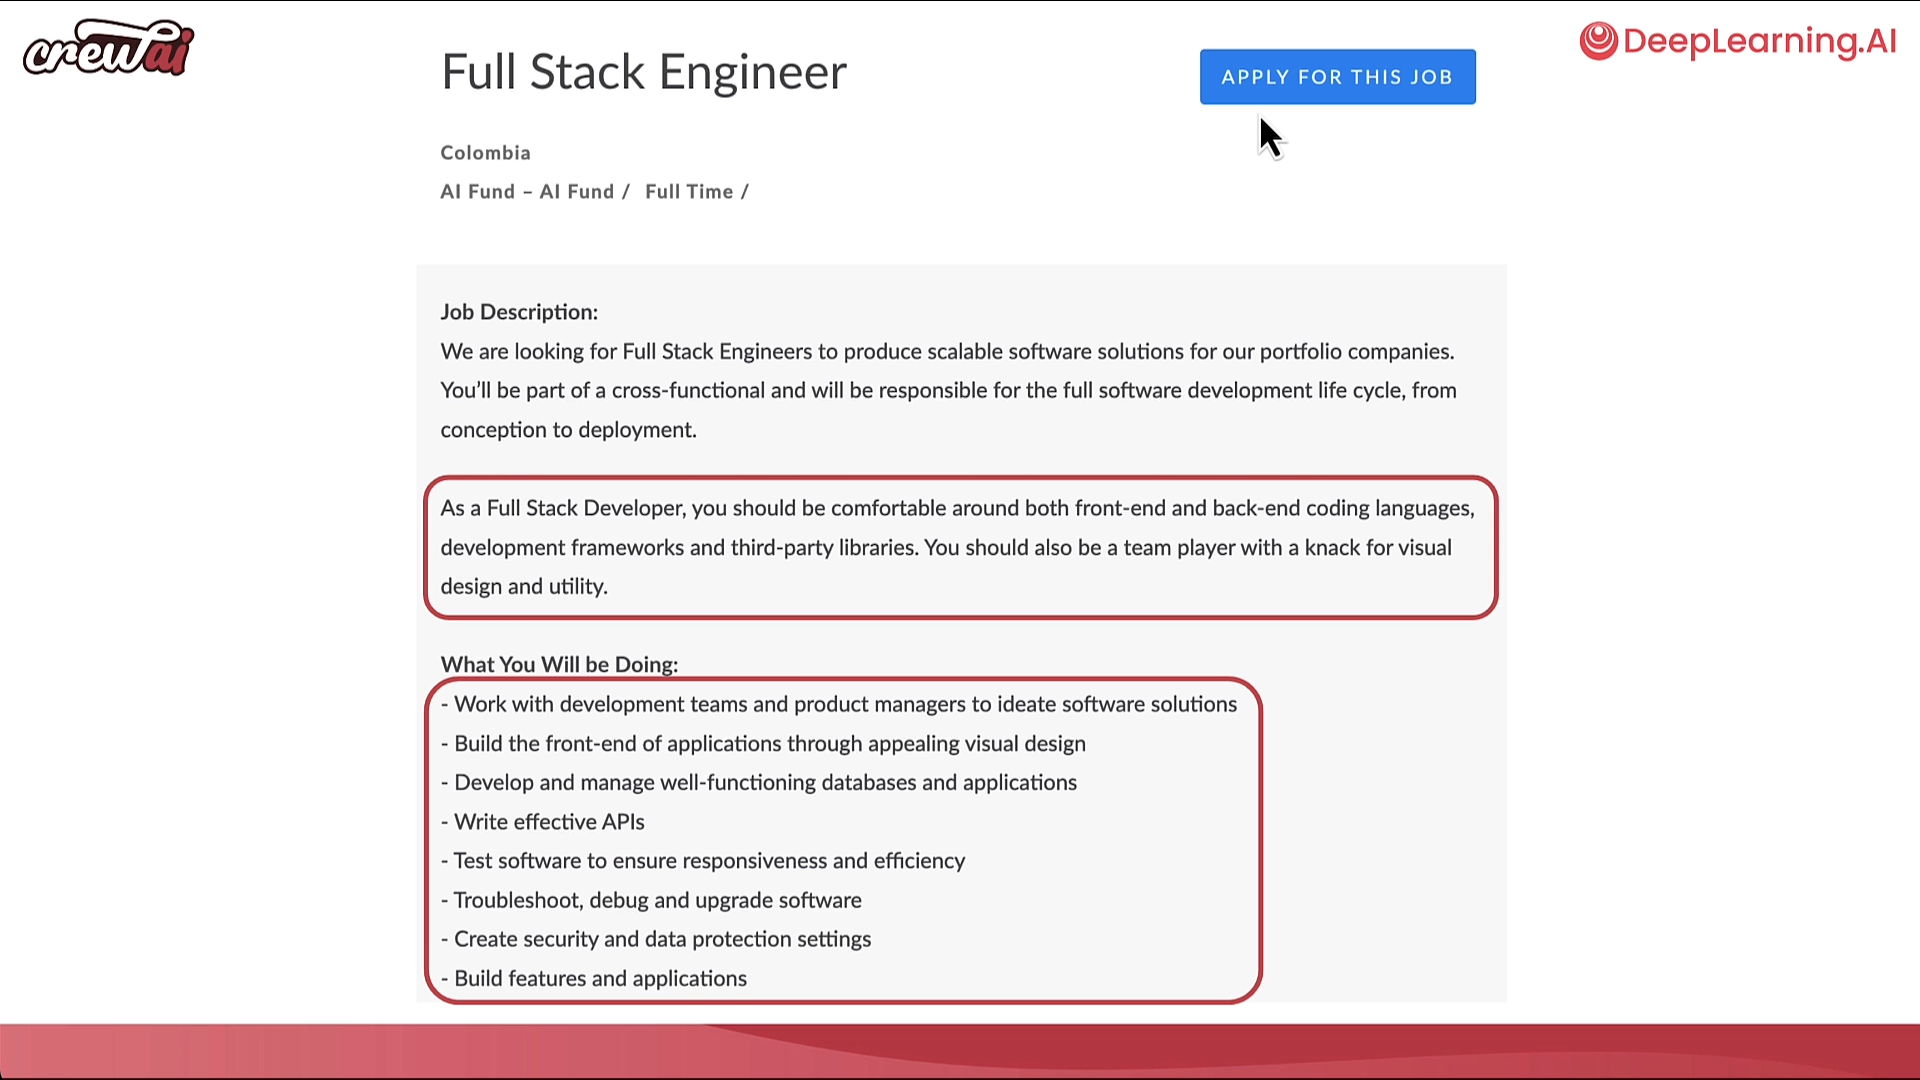 crewai
DeepLearning.AI
Full Stack Engineer
APPLY FOR THIS JOB
Colombia
AI Fund – AI Fund / Full Time /
Job Description:
We are looking for Full Stack Engineers to produce scalable software solutions for our portfolio companies.
You’ll be part of a cross-functional and will be responsible for the full software development life cycle, from
conception to deployment.
As a Full Stack Developer, you should be comfortable around both front-end and back-end coding languages,
development frameworks and third-party libraries. You should also be a team player with a knack for visual
design and utility.
What You Will be Doing:
- Work with development teams and product managers to ideate software solutions
- Build the front-end of applications through appealing visual design
- Develop and manage well-functioning databases and applications
- Write effective APIs
- Test software to ensure responsiveness and efficiency
- Troubleshoot, debug and upgrade software
- Create security and data protection settings
- Build features and applications